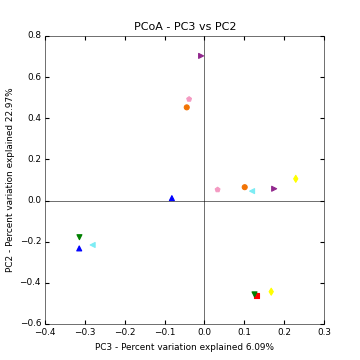 PCoA - PC3 vs PC2
0.8
0.6
0.4
0.2
0.0
−0.2
−0.4
−0.6
PC2 - Percent variation explained 22.97%
−0.4 −0.3 −0.2 −0.1 0.0 0.1 0.2 0.3
PC3 - Percent variation explained 6.09%